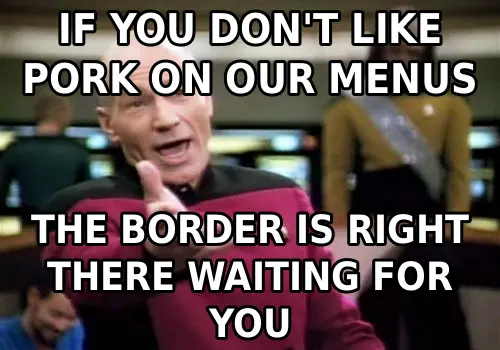 IF YOU DON'T LIKE
PORK ON OUR MENUS
THE BORDER IS RIGHT
THERE WAITING FOR
YOU